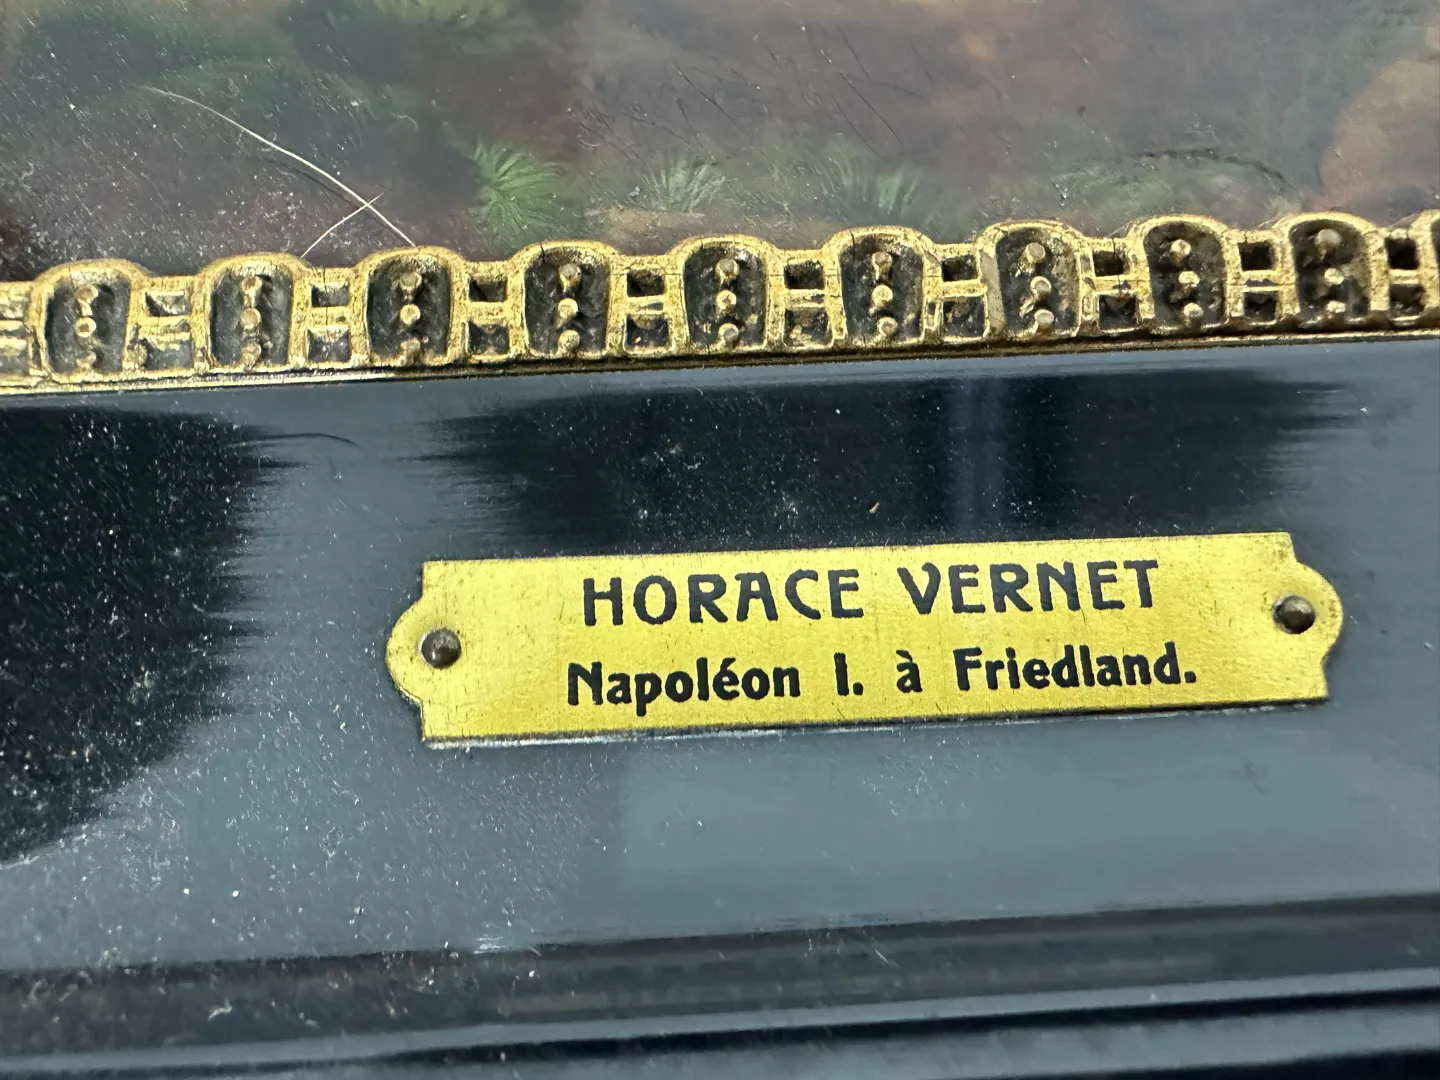 HORACE VERNET
Napoléon I. à Friedland.